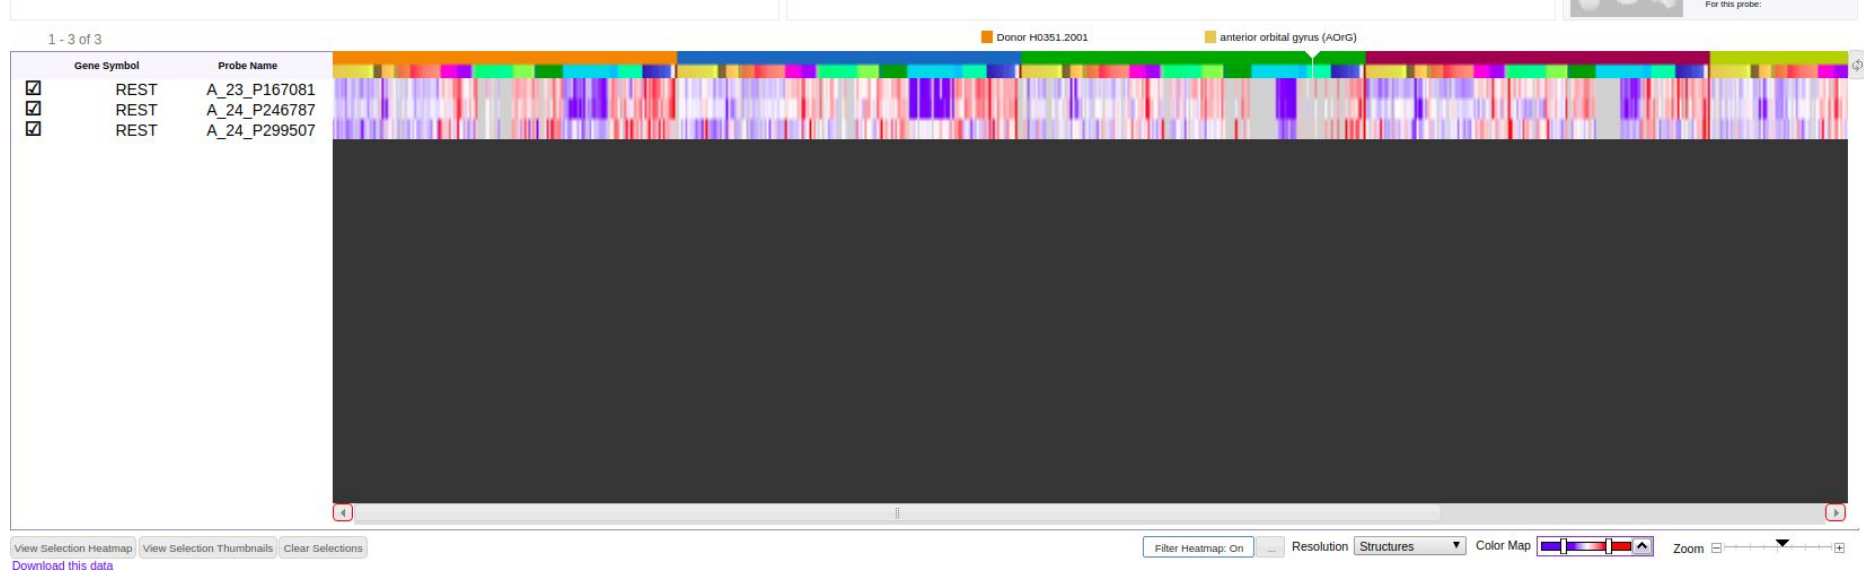 For this probe:
1 - 3 of 3
Donor H0351.2001 anterior orbital gyrus (AOrG)
Gene Symbol Probe Name
REST A_23_P167081
REST A_24_P246787
REST A_24_P299507
View Selection Heatmap View Selection Thumbnails Clear Selections Filter Heatmap: On ... Resolution Structures Color Map Zoom
Download this data